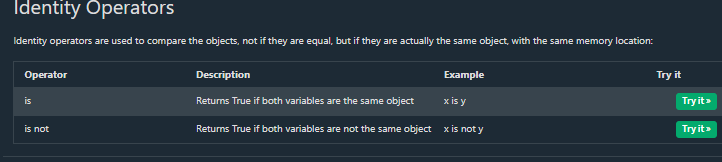 Identity Operators
Identity operators are used to compare the objects, not if they are equal, but if they are actually the same object, with the same memory location:
Operator Description Example Try it
is Returns True if both variables are the same object x is y Try it »
is not Returns True if both variables are not the same object x is not y Try it »